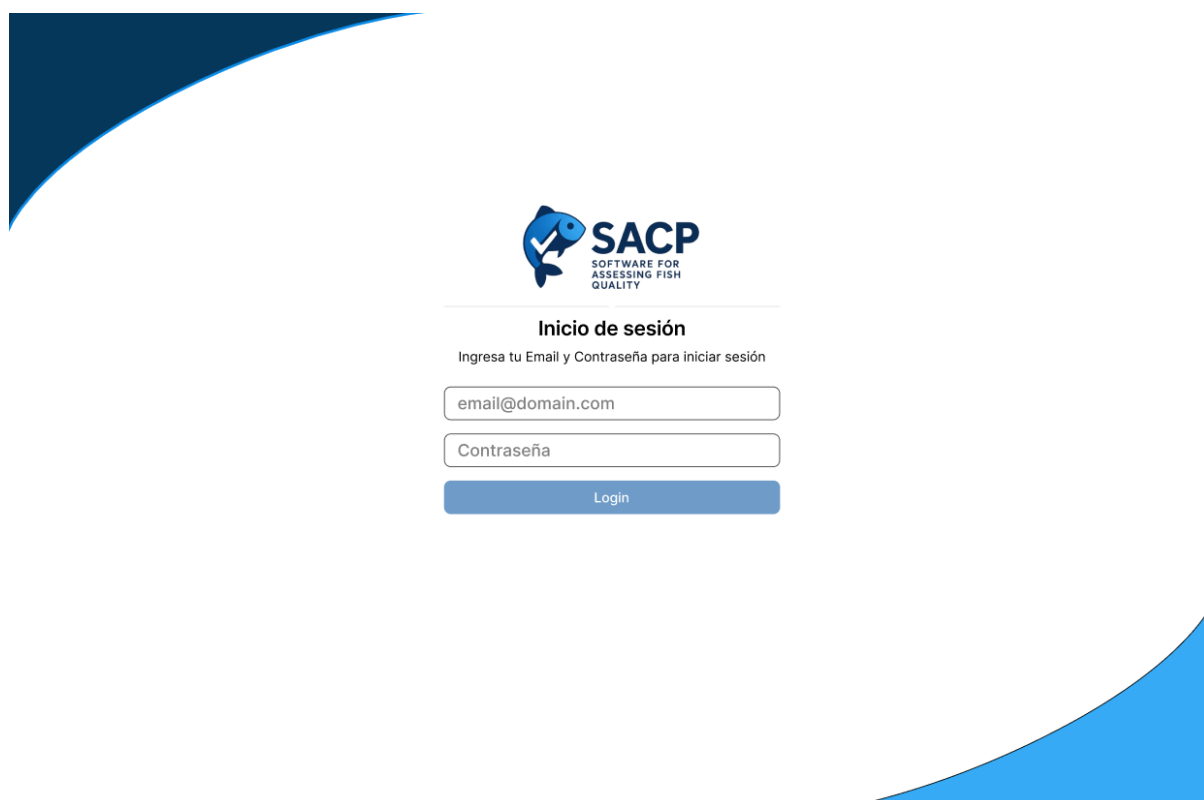 SACP
SOFTWARE FOR
ASSESSING FISH
QUALITY
Inicio de sesión
Ingresa tu Email y Contraseña para iniciar sesión
email@domain.com
Contraseña
Login